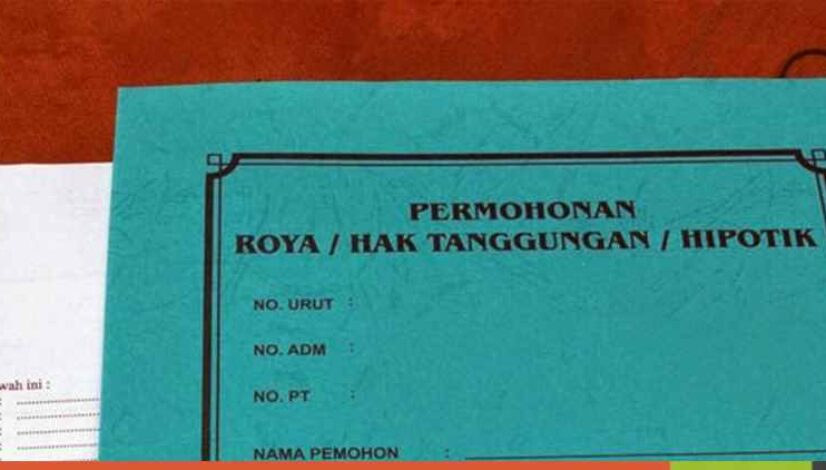 PERMOHONAN
ROYA / HAK TANGGUNGAN / HIPOTIK
NO. URUT :
NO. ADM :
NO. PT :
NAMA PEMOHON :
wah ini :